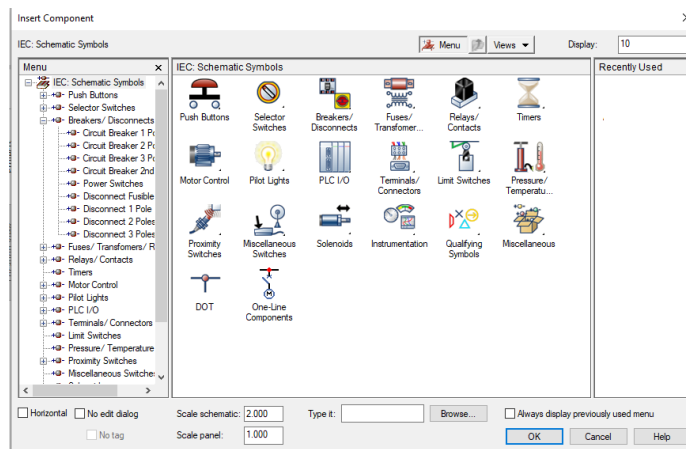 Insert Component
IEC: Schematic Symbols
Menu
Views
Display:
10
Menu
IEC: Schematic Symbols
Push Buttons
Selector Switches
Breakers/ Disconnects
Circuit Breaker 1 Po
Circuit Breaker 2 Po
Circuit Breaker 3 Po
Circuit Breaker 2nd
Power Switches
Disconnect Fusible
Disconnect 1 Pole
Disconnect 2 Poles
Disconnect 3 Poles
Fuses/ Transfomers/ R
Relays/ Contacts
Timers
Motor Control
Pilot Lights
PLC I/O
Terminals/ Connectors
Limit Switches
Pressure/ Temperature
Proximity Switches
Miscellaneous Switche
IEC: Schematic Symbols
Push Buttons
Selector
Switches
Breakers/
Disconnects
Fuses/
Transfomer...
Relays/
Contacts
Timers
Motor Control
Pilot Lights
PLC I/O
Terminals/
Connectors
Limit Switches
Pressure/
Temperatu...
Proximity
Switches
Miscellaneous
Switches
Solenoids
Instrumentation
Qualifying
Symbols
Miscellaneous
DOT
One-Line
Components
Recently Used
Horizontal
No edit dialog
No tag
Scale schematic:
2.000
Scale panel:
1.000
Type it:
Browse...
Always display previously used menu
OK
Cancel
Help